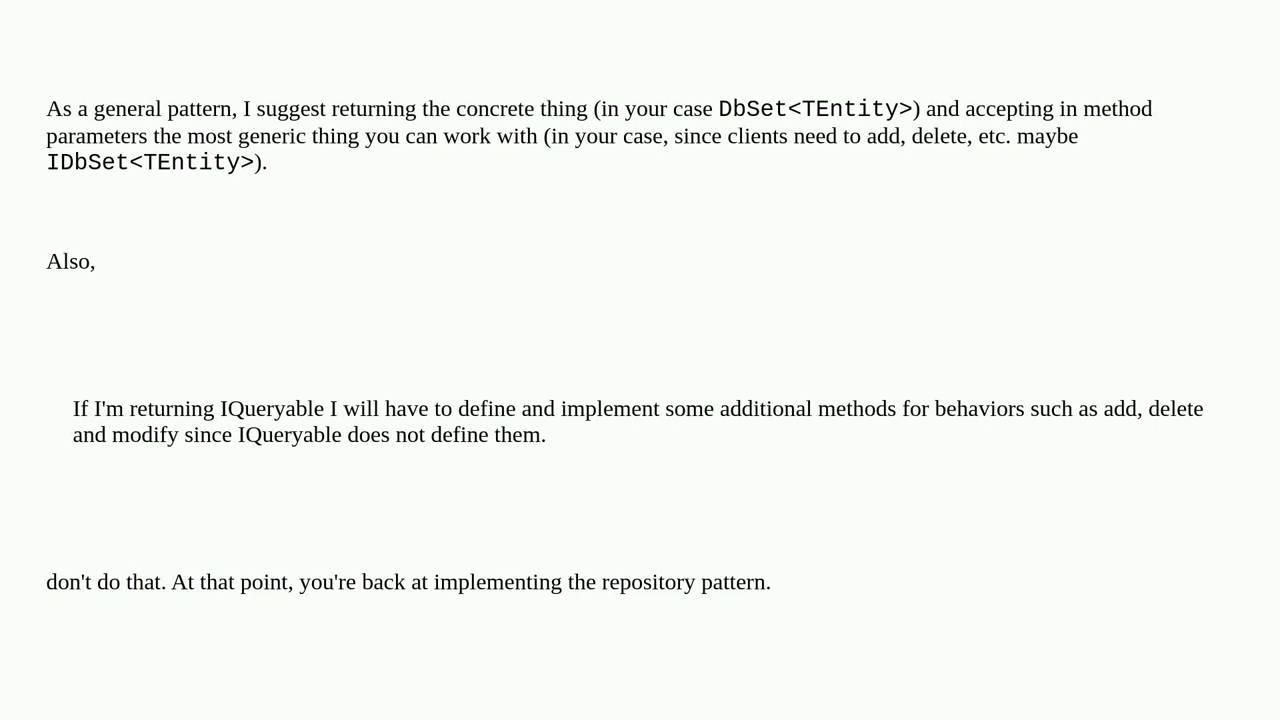 As a general pattern, I suggest returning the concrete thing (in your case DbSet<TEntity>) and accepting in method
parameters the most generic thing you can work with (in your case, since clients need to add, delete, etc. maybe
IDbSet<TEntity>).
Also,
If I'm returning IQueryable I will have to define and implement some additional methods for behaviors such as add, delete
and modify since IQueryable does not define them.
don't do that. At that point, you're back at implementing the repository pattern.